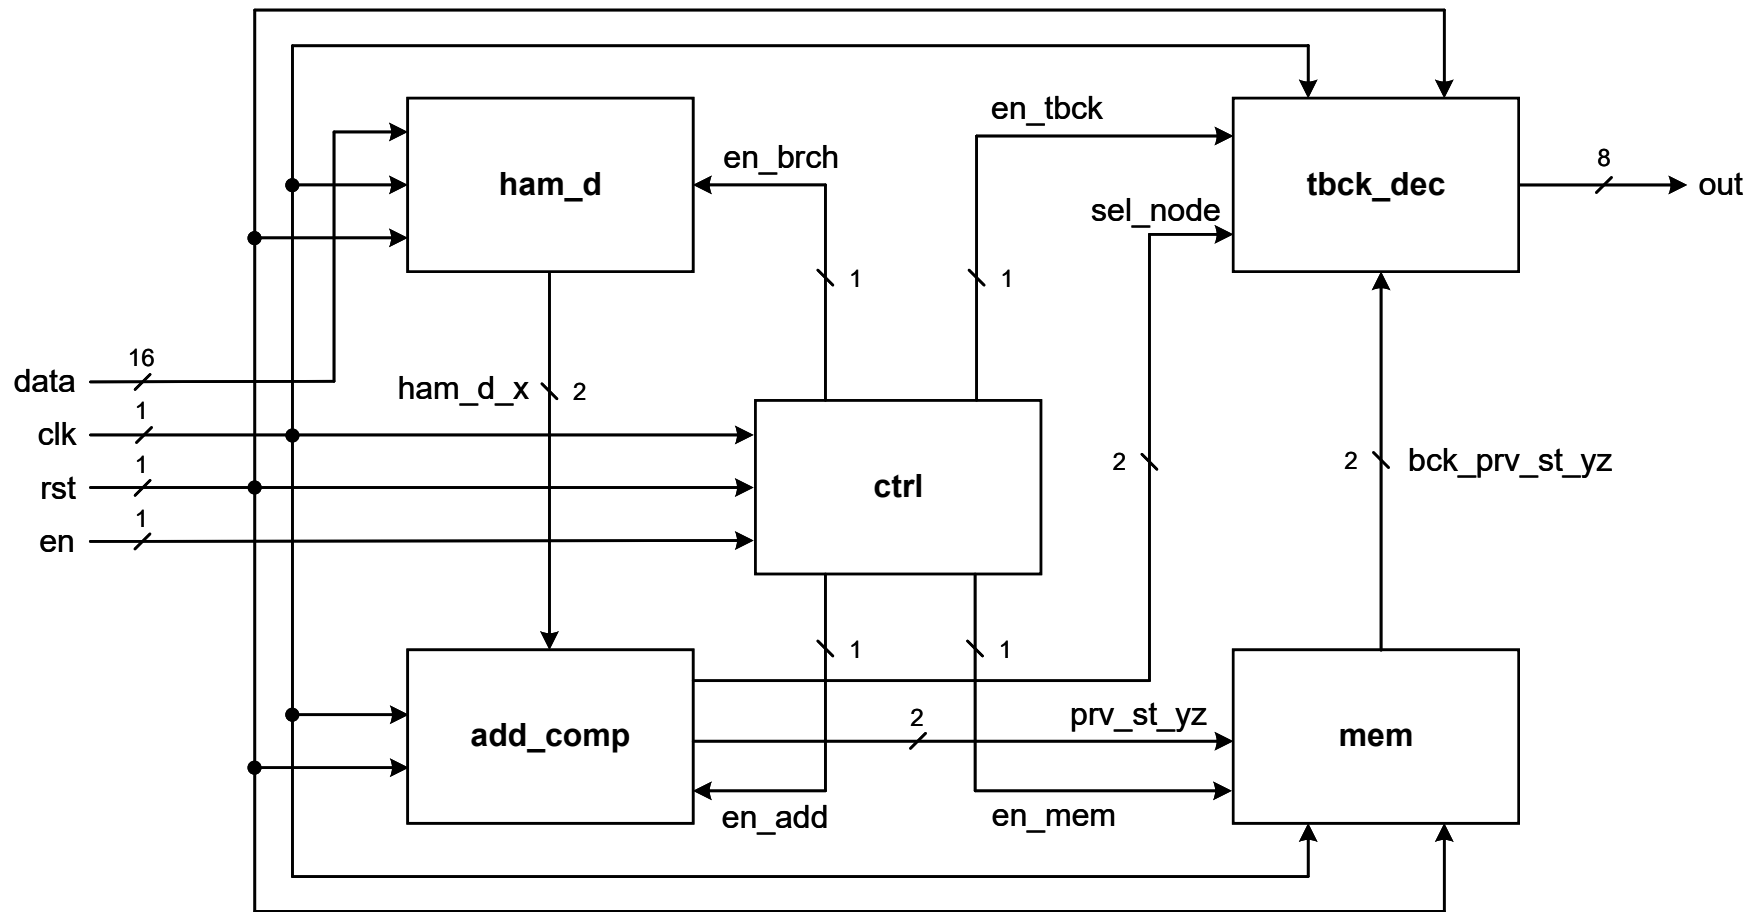 en_tbck
en_brch
ham_d
tbck_dec
8
out
sel_node
1
1
16
data
ham_d_x
2
1
clk
2
2
bck_prv_st_yz
1
rst
ctrl
1
en
1
1
2
prv_st_yz
add_comp
mem
en_add
en_mem